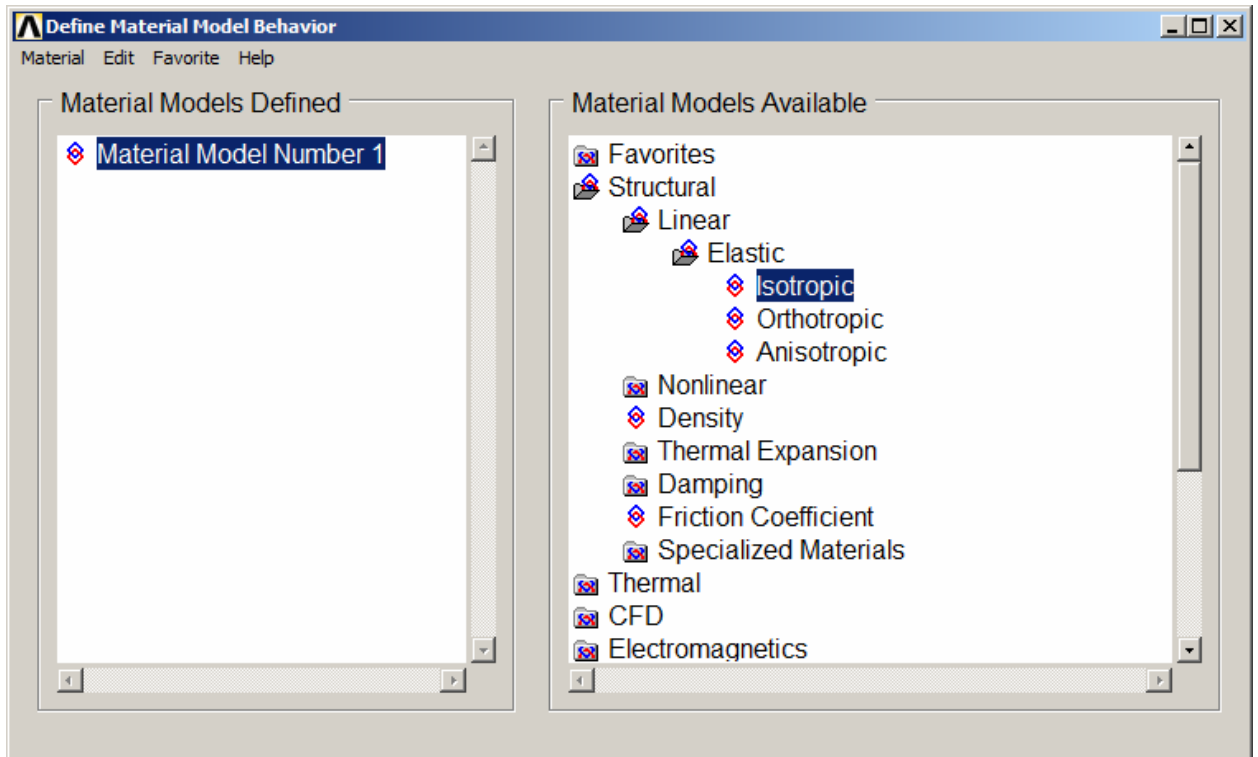 Define Material Model Behavior
Material Edit Favorite Help
Material Models Defined
Material Model Number 1
Material Models Available
Favorites
Structural
Linear
Elastic
Isotropic
Orthotropic
Anisotropic
Nonlinear
Density
Thermal Expansion
Damping
Friction Coefficient
Specialized Materials
Thermal
CFD
Electromagnetics